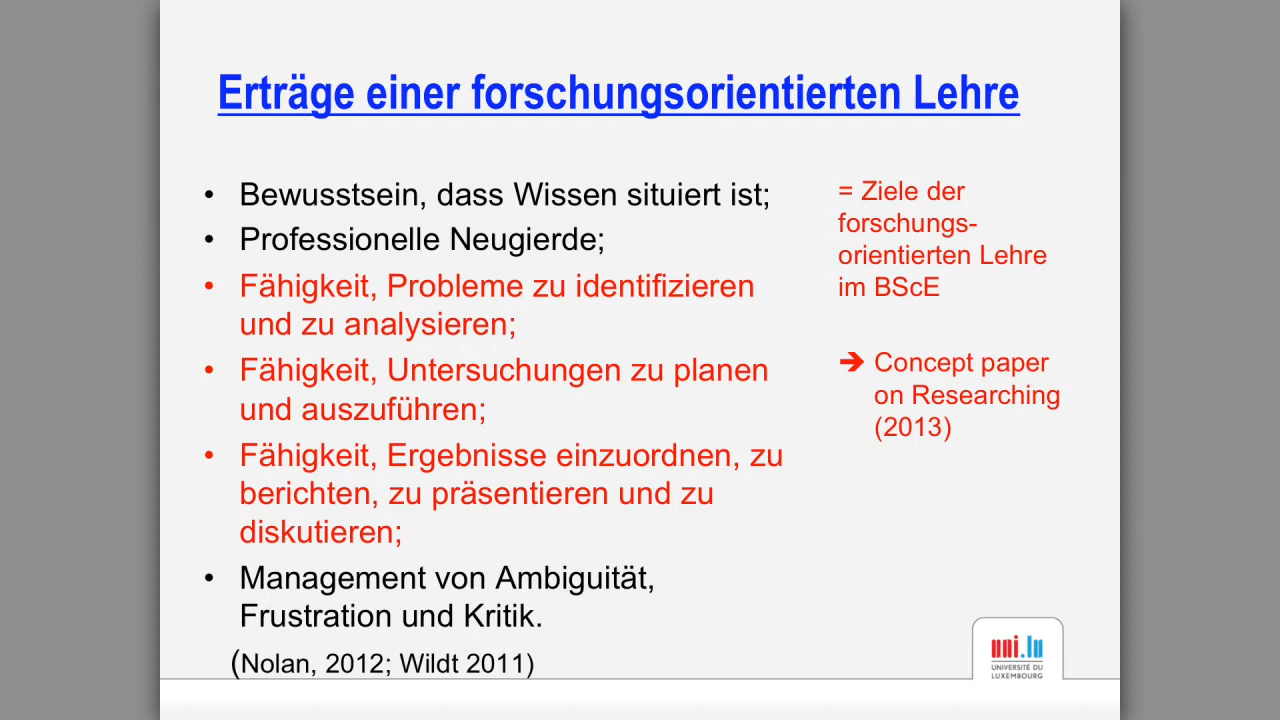 Erträge einer forschungsorientierten Lehre
• Bewusstsein, dass Wissen situiert ist;
• Professionelle Neugierde;
• Fähigkeit, Probleme zu identifizieren
und zu analysieren;
• Fähigkeit, Untersuchungen zu planen
und auszuführen;
• Fähigkeit, Ergebnisse einzuordnen, zu
berichten, zu präsentieren und zu
diskutieren;
• Management von Ambiguität,
Frustration und Kritik.
(Nolan, 2012; Wildt 2011)
= Ziele der
forschungs-
orientierten Lehre
im BScE
➔ Concept paper
on Researching
(2013)
uni.lu
UNIVERSITÉ DU
LUXEMBOURG